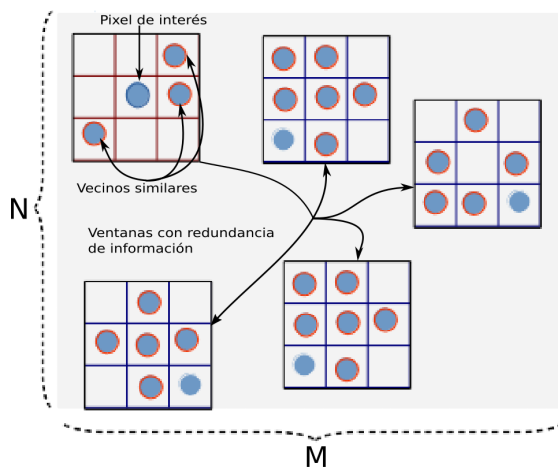 Pixel de interés
Vecinos similares
N
Ventanas con redundancia
de información
M